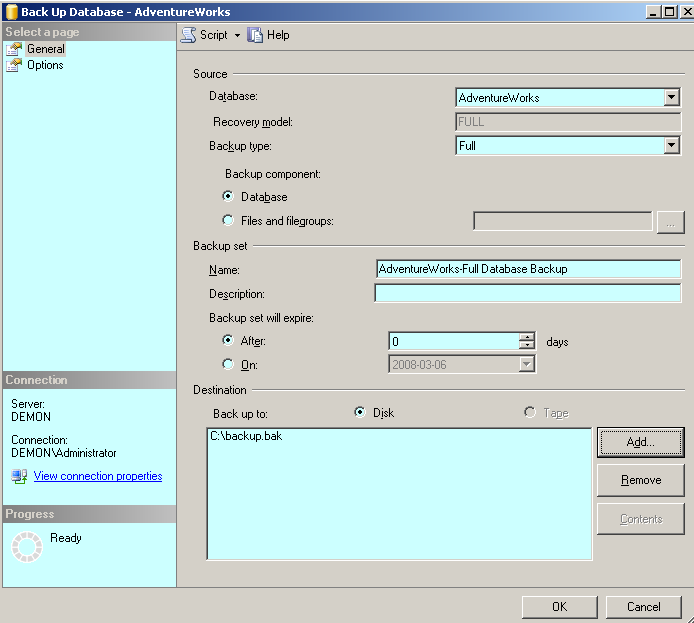 Back Up Database - AdventureWorks
Select a page
General
Options
Script Help
Source
Database: AdventureWorks
Recovery model: FULL
Backup type: Full
Backup component:
Database
Files and filegroups: ...
Backup set
Name: AdventureWorks-Full Database Backup
Description:
Backup set will expire:
After: 0 days
On: 2008-03-06
Destination
Back up to: Disk Tape
C:\backup.bak
Add...
Remove
Contents
Connection
Server:
DEMON
Connection:
DEMON\Administrator
View connection properties
Progress
Ready
OK Cancel